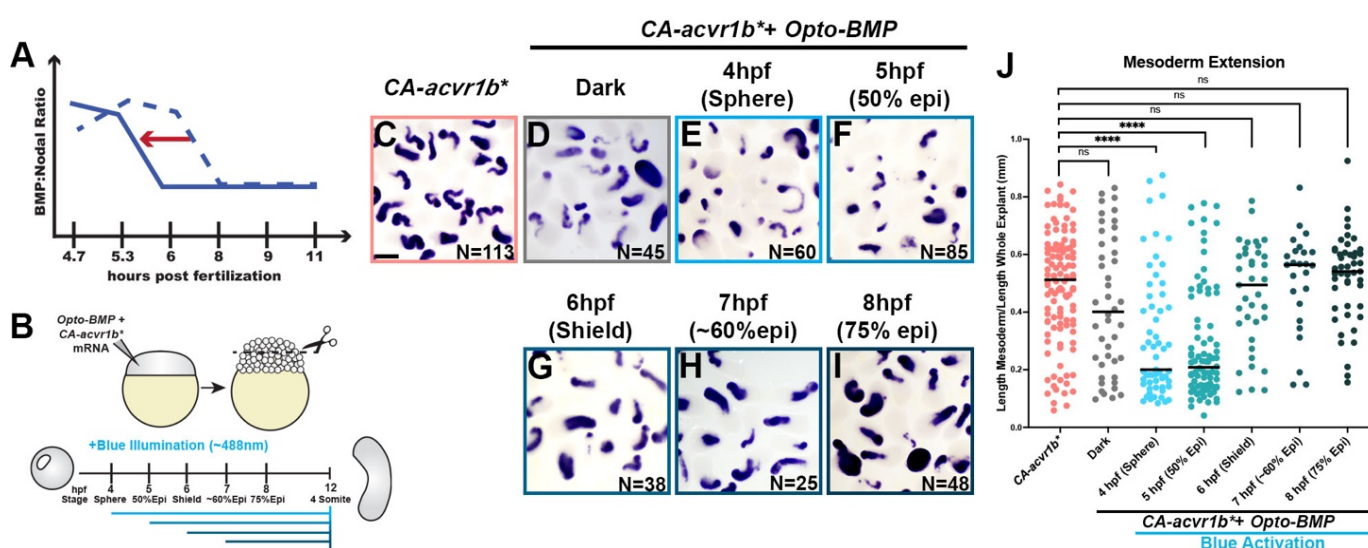 CA-acvr1b*+ Opto-BMP
A
BMP:Nodal Ratio
4.7 5.3 6 8 9 11
hours post fertilization
CA-acvr1b*
Dark
4hpf
(Sphere)
5hpf
(50% epi)
C
N=113
D
N=45
E
N=60
F
N=85
B
Opto-BMP +
CA-acvr1b*
mRNA
+Blue Illumination (~488nm)
hpf 4 5 6 7 8 12
Stage Sphere 50%Epi Shield ~60%Epi 75%Epi 4 Somite
6hpf
(Shield)
7hpf
(~60%epi)
8hpf
(75% epi)
G
N=38
H
N=25
I
N=48
J
Mesoderm Extension
ns
ns
ns
****
****
ns
Length Mesoderm/Length Whole Explant (mm)
1.0
0.8
0.6
0.4
0.2
0.0
CA-acvr1b*
Dark
4 hpf (Sphere)
5 hpf (50% Epi)
6 hpf (Shield)
7 hpf (~60% Epi)
8 hpf (75% Epi)
CA-acvr1b*+ Opto-BMP
Blue Activation